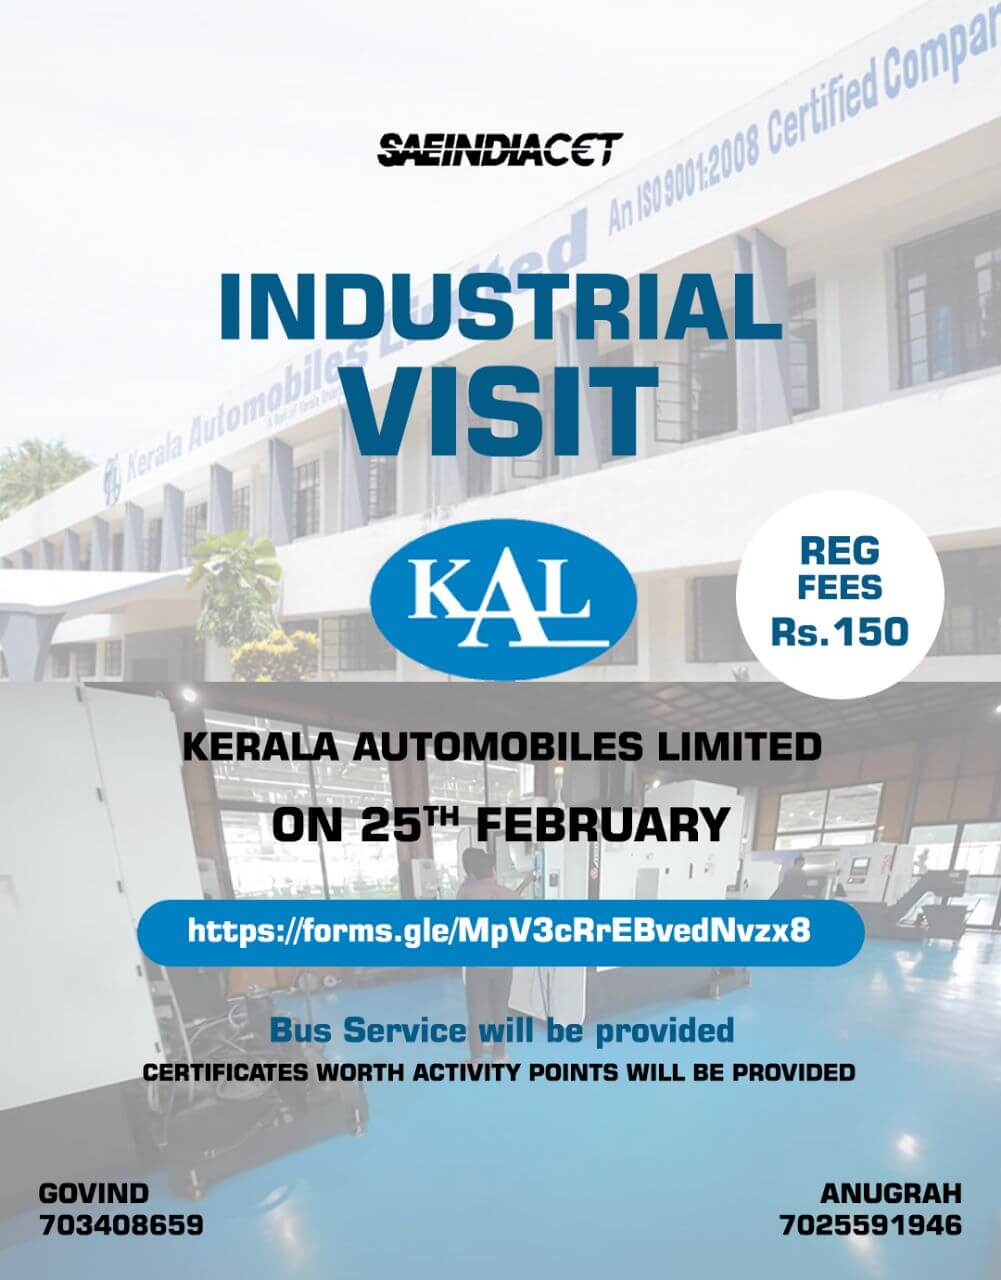 SAEINDIACET
An ISO 9001:2008 Certified
Kerala Automobiles Limited
INDUSTRIAL
VISIT
KAL
REG
FEES
Rs.150
KERALA AUTOMOBILES LIMITED
ON 25TH FEBRUARY
https://forms.gle/MpV3cRrEBvedNvzx8
Bus Service will be provided
CERTIFICATES WORTH ACTIVITY POINTS WILL BE PROVIDED
GOVIND
703408659
ANUGRAH
7025591946